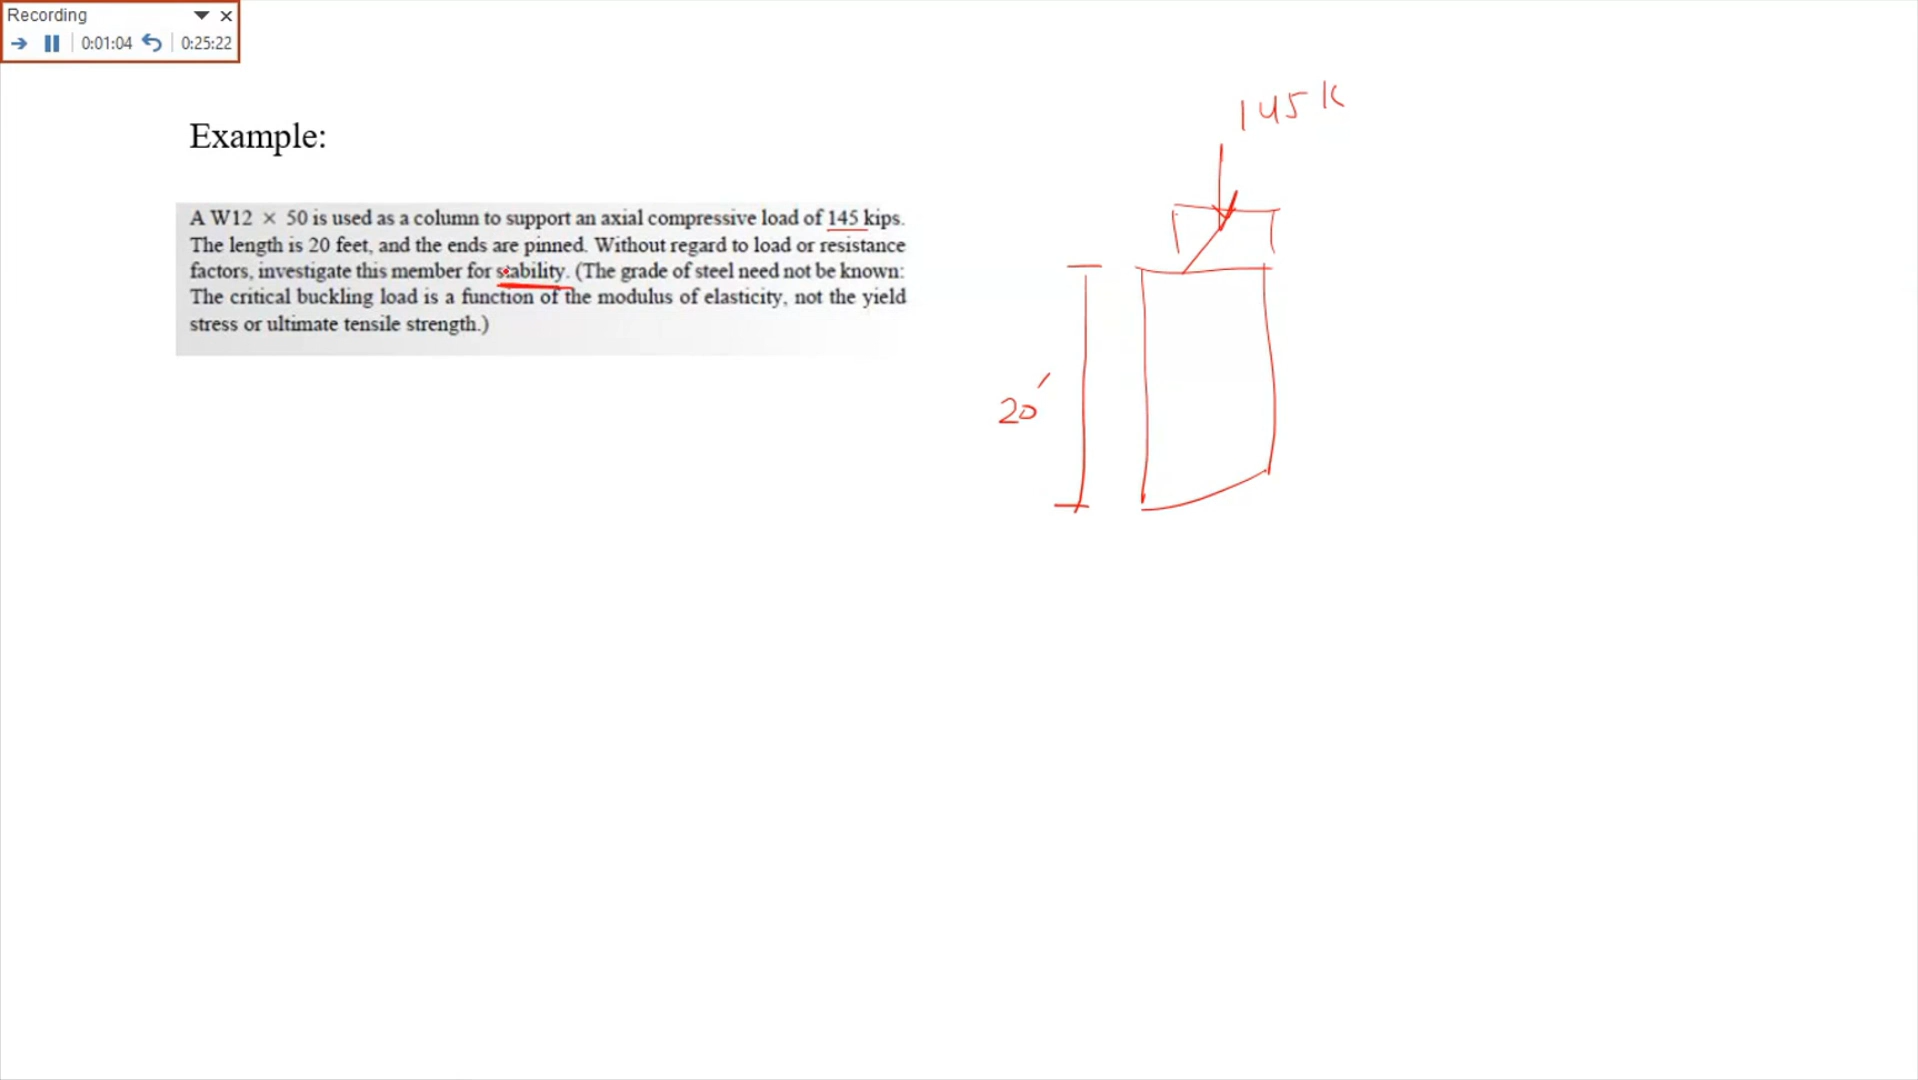 Recording
0:01:04 0:25:22
145 K
Example:
A W12 × 50 is used as a column to support an axial compressive load of 145 kips.
The length is 20 feet, and the ends are pinned. Without regard to load or resistance
factors, investigate this member for stability. (The grade of steel need not be known:
The critical buckling load is a function of the modulus of elasticity, not the yield
stress or ultimate tensile strength.)
20'